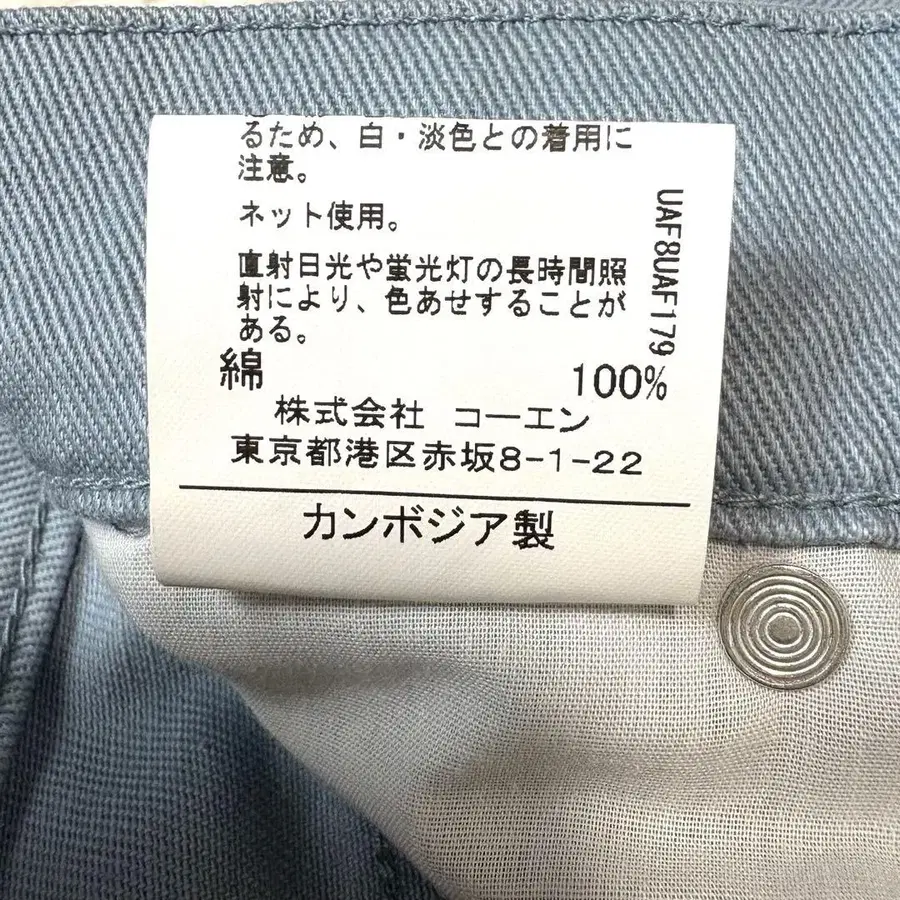 るため、白・淡色との着用に
注意。
ネット使用。
直射日光や蛍光灯の長時間照
射により、色あせすることが
ある。
綿 100%
株式会社 コーエン
東京都港区赤坂8-1-22
カンボジア製
UAF8UAF179